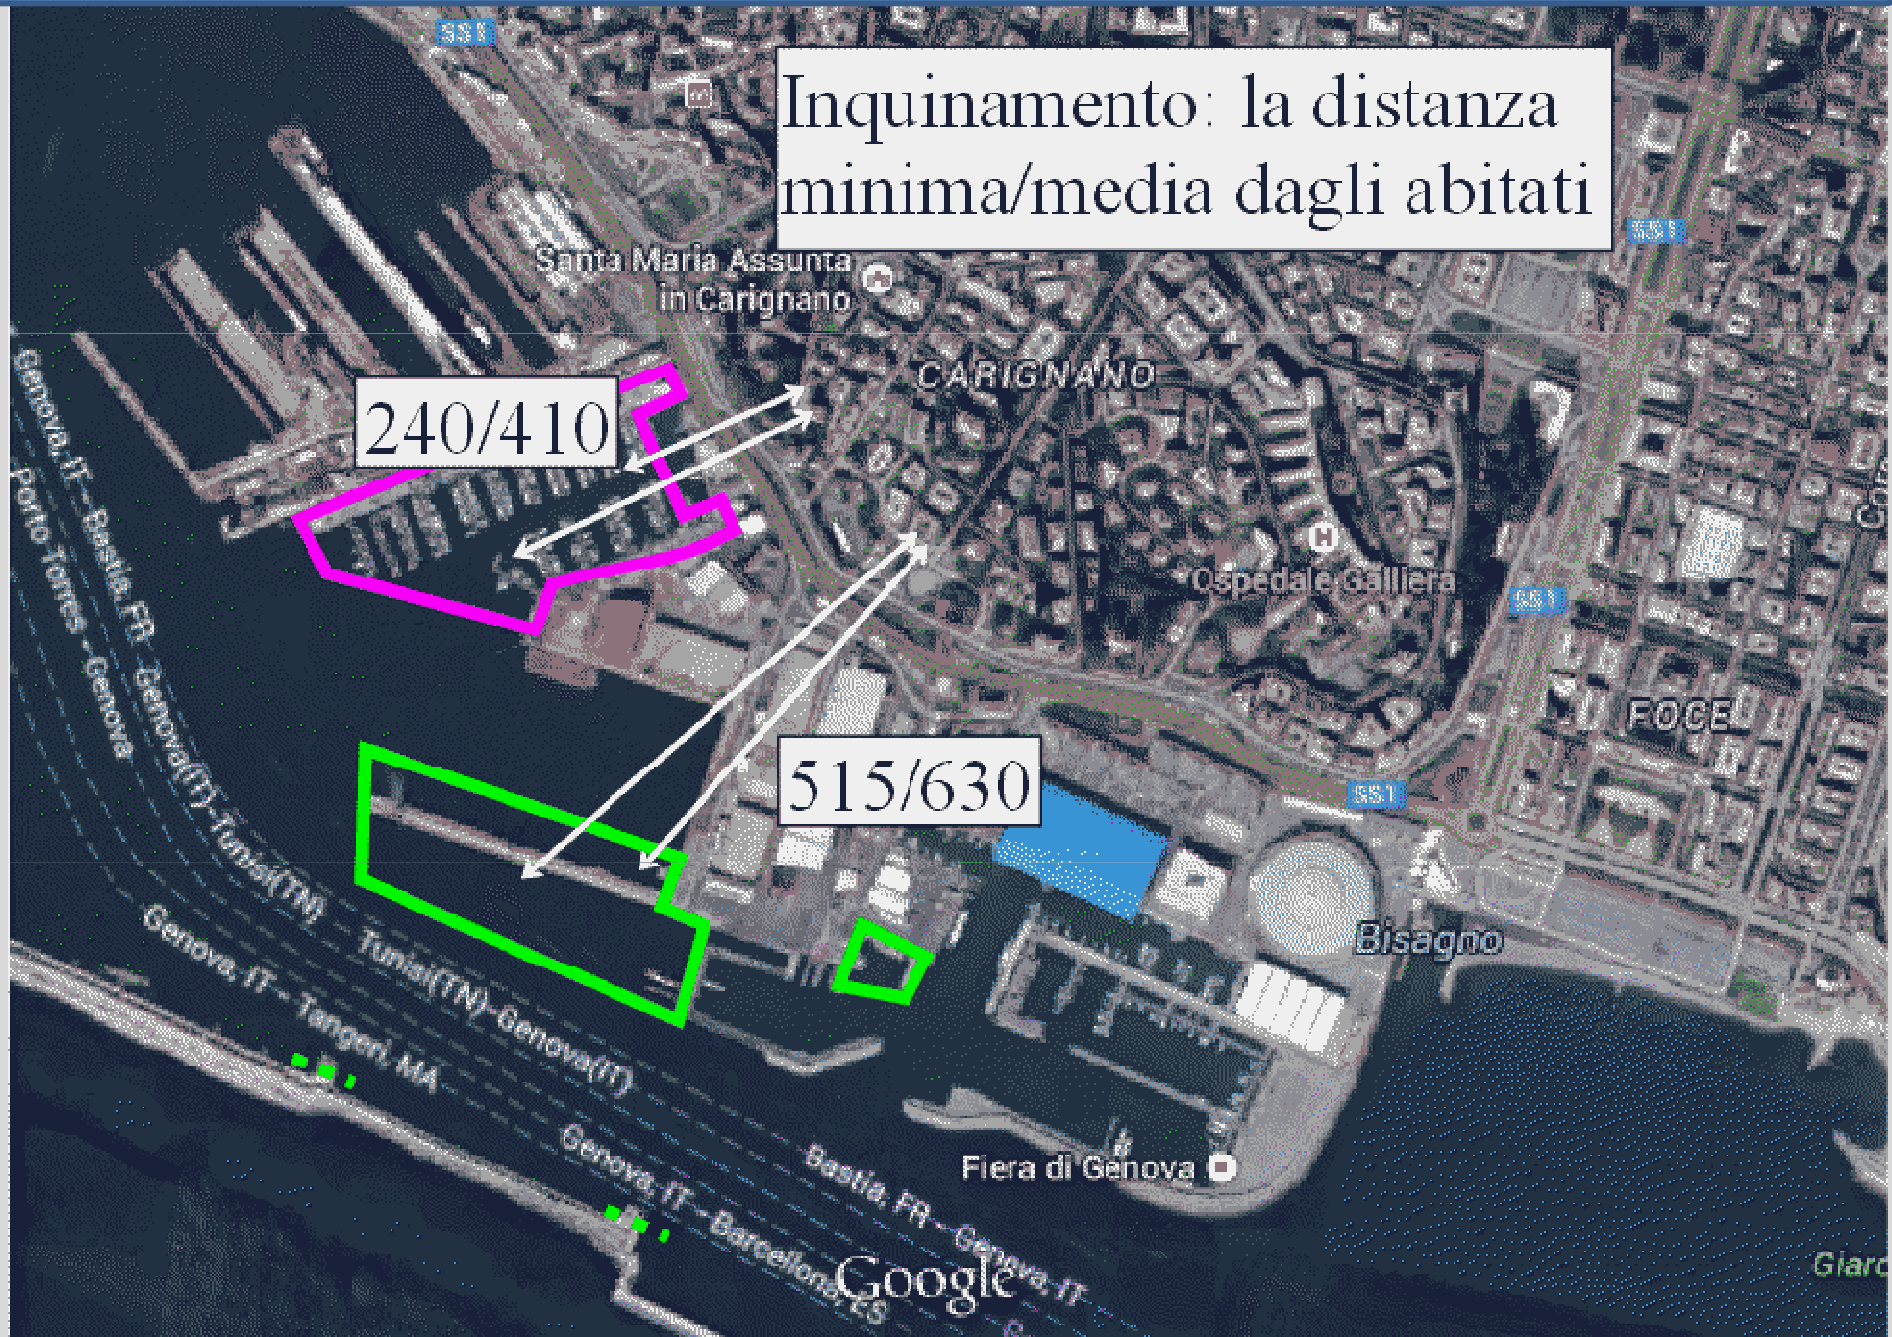 SS1
Inquinamento: la distanza
minima/media dagli abitati
SS1
Santa Maria Assunta
in Carignano
CARIGNANO
240/410
Genova, IT - Bastia, FR
Porto Torres - Genova
Ospedale Galliera
SS1
FOCE
Genova(IT)-Tunisi(TN)
515/630
SS1
Bisagno
Genova, IT - Tangeri, MA
Tunisi(TN)-Genova(IT)
Genova, IT - Barcellona, ES
Bastia, FR - Genova, IT
Fiera di Genova
Google
Giard